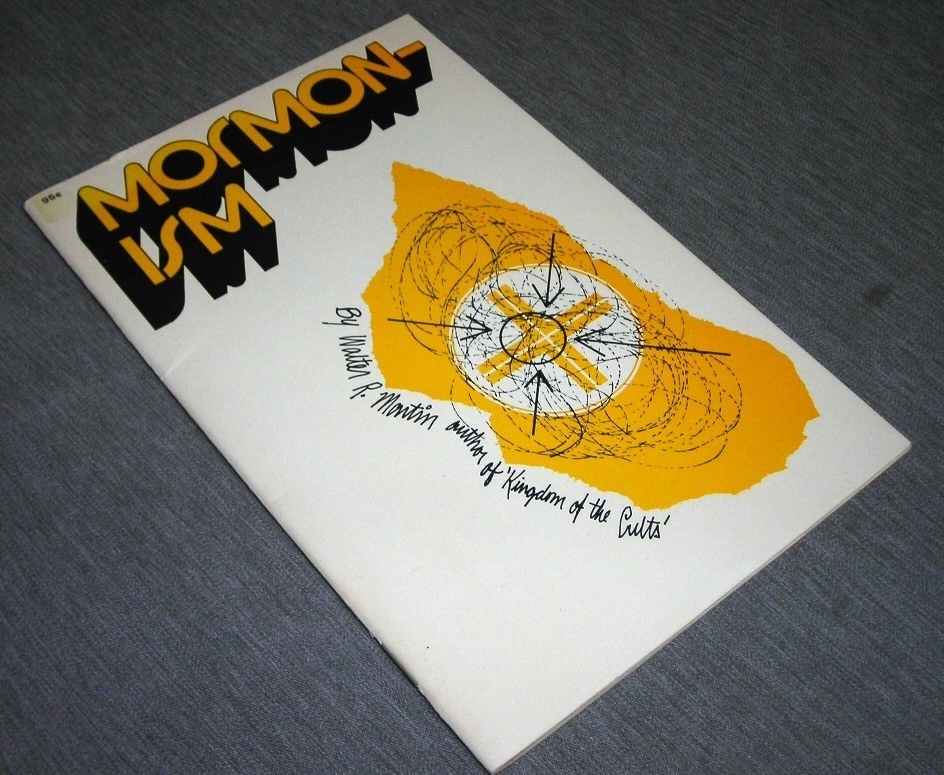 95¢
MORMON-
ISM
By Walter R. Martin author of 'Kingdom of the Cults'